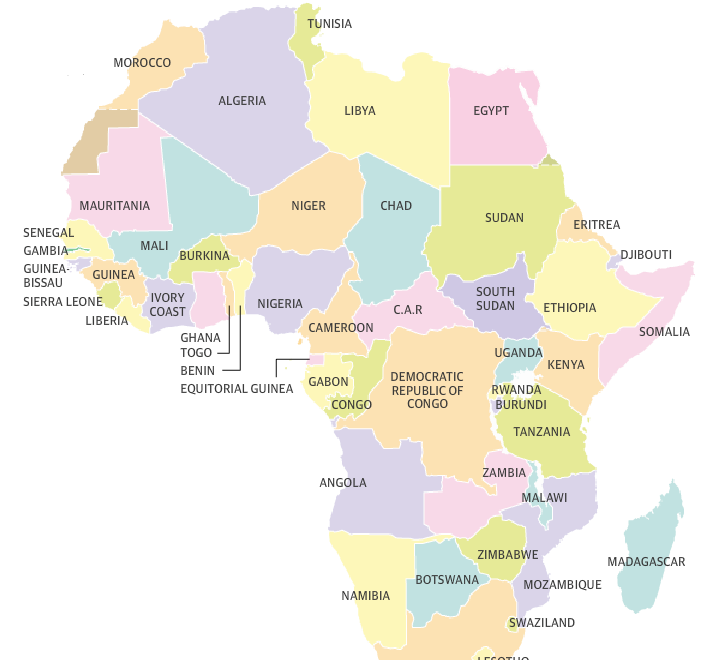 TUNISIA
MOROCCO
ALGERIA
LIBYA
EGYPT
MAURITANIA
NIGER
CHAD
SUDAN
ERITREA
SENEGAL
MALI
GAMBIA
BURKINA
DJIBOUTI
GUINEA-
BISSAU
GUINEA
SOUTH
SUDAN
SIERRA LEONE
IVORY
COAST
NIGERIA
C.A.R
ETHIOPIA
LIBERIA
CAMEROON
SOMALIA
GHANA
TOGO
UGANDA
KENYA
BENIN
EQUITORIAL GUINEA
GABON
DEMOCRATIC
REPUBLIC OF
CONGO
RWANDA
CONGO
BURUNDI
TANZANIA
ZAMBIA
ANGOLA
MALAWI
ZIMBABWE
MADAGASCAR
BOTSWANA
MOZAMBIQUE
NAMIBIA
SWAZILAND
LESOTHO